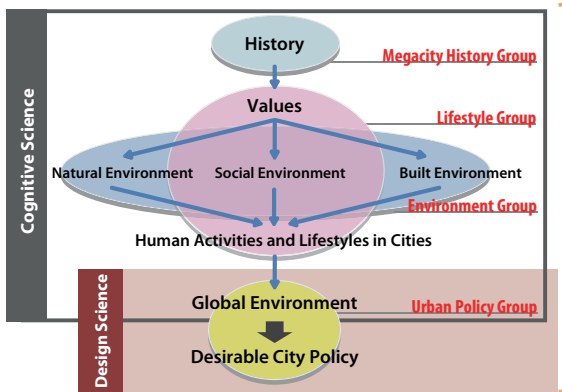 Cognitive Science
History
Megacity History Group
Values
Lifestyle Group
Natural Environment
Social Environment
Built Environment
Environment Group
Human Activities and Lifestyles in Cities
Design Science
Global Environment
Urban Policy Group
Desirable City Policy